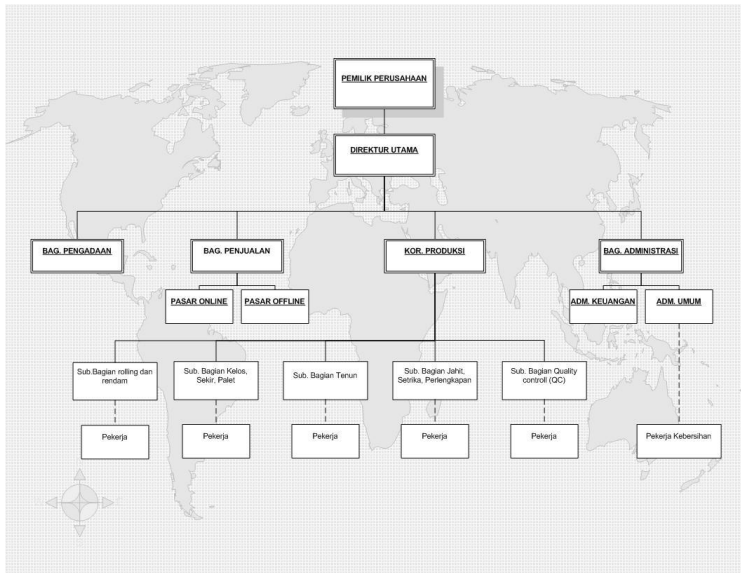 PEMILIK PERUSAHAAN
DIREKTUR UTAMA
BAG. PENGADAAN
BAG. PENJUALAN
KOR. PRODUKSI
BAG. ADMINISTRASI
PASAR ONLINE
PASAR OFFLINE
ADM. KEUANGAN
ADM. UMUM
Sub.Bagian rolling dan
rendam
Sub. Bagian Kelos,
Sekir, Palet
Sub. Bagian Tenun
Sub. Bagian Jahit,
Setrika, Perlengkapan
Sub. Bagian Quality
controll (QC)
Pekerja
Pekerja
Pekerja
Pekerja
Pekerja
Pekerja Kebersihan